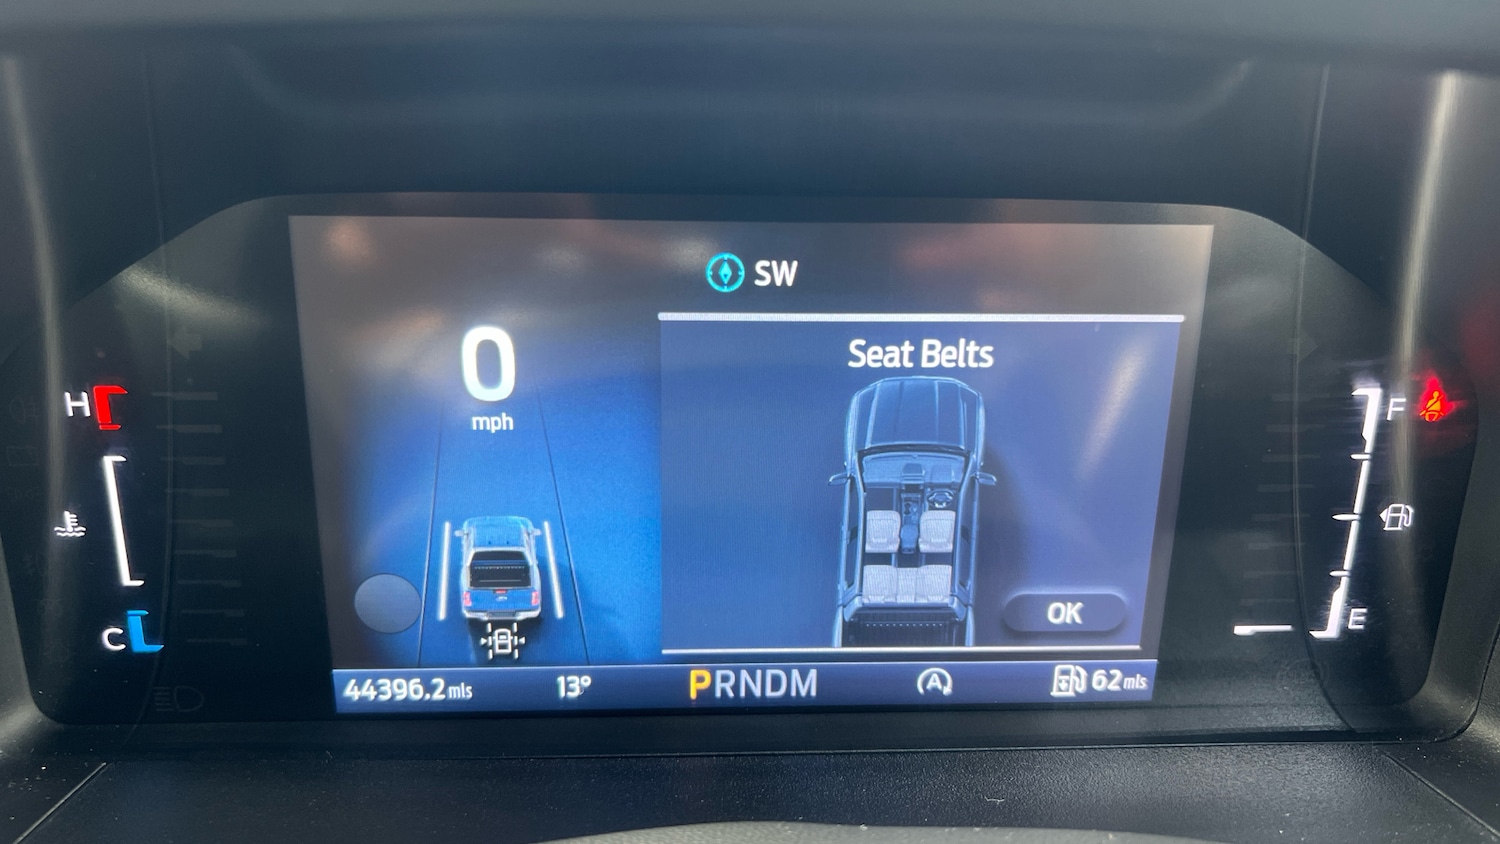 SW
0
mph
Seat Belts
OK
H
C
F
E
44396.2 mls
13°
PRNDM
A
62 mls